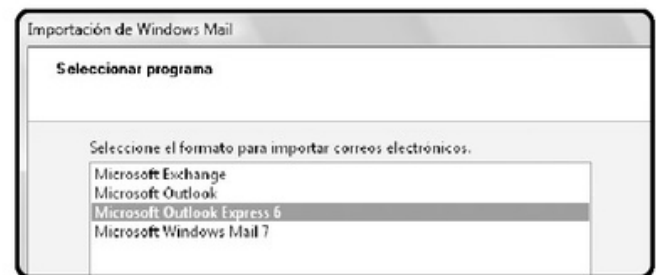 Importación de Windows Mail
Seleccionar programa
Seleccione el formato para importar correos electrónicos.
Microsoft Exchange
Microsoft Outlook
Microsoft Outlook Express 6
Microsoft Windows Mail 7